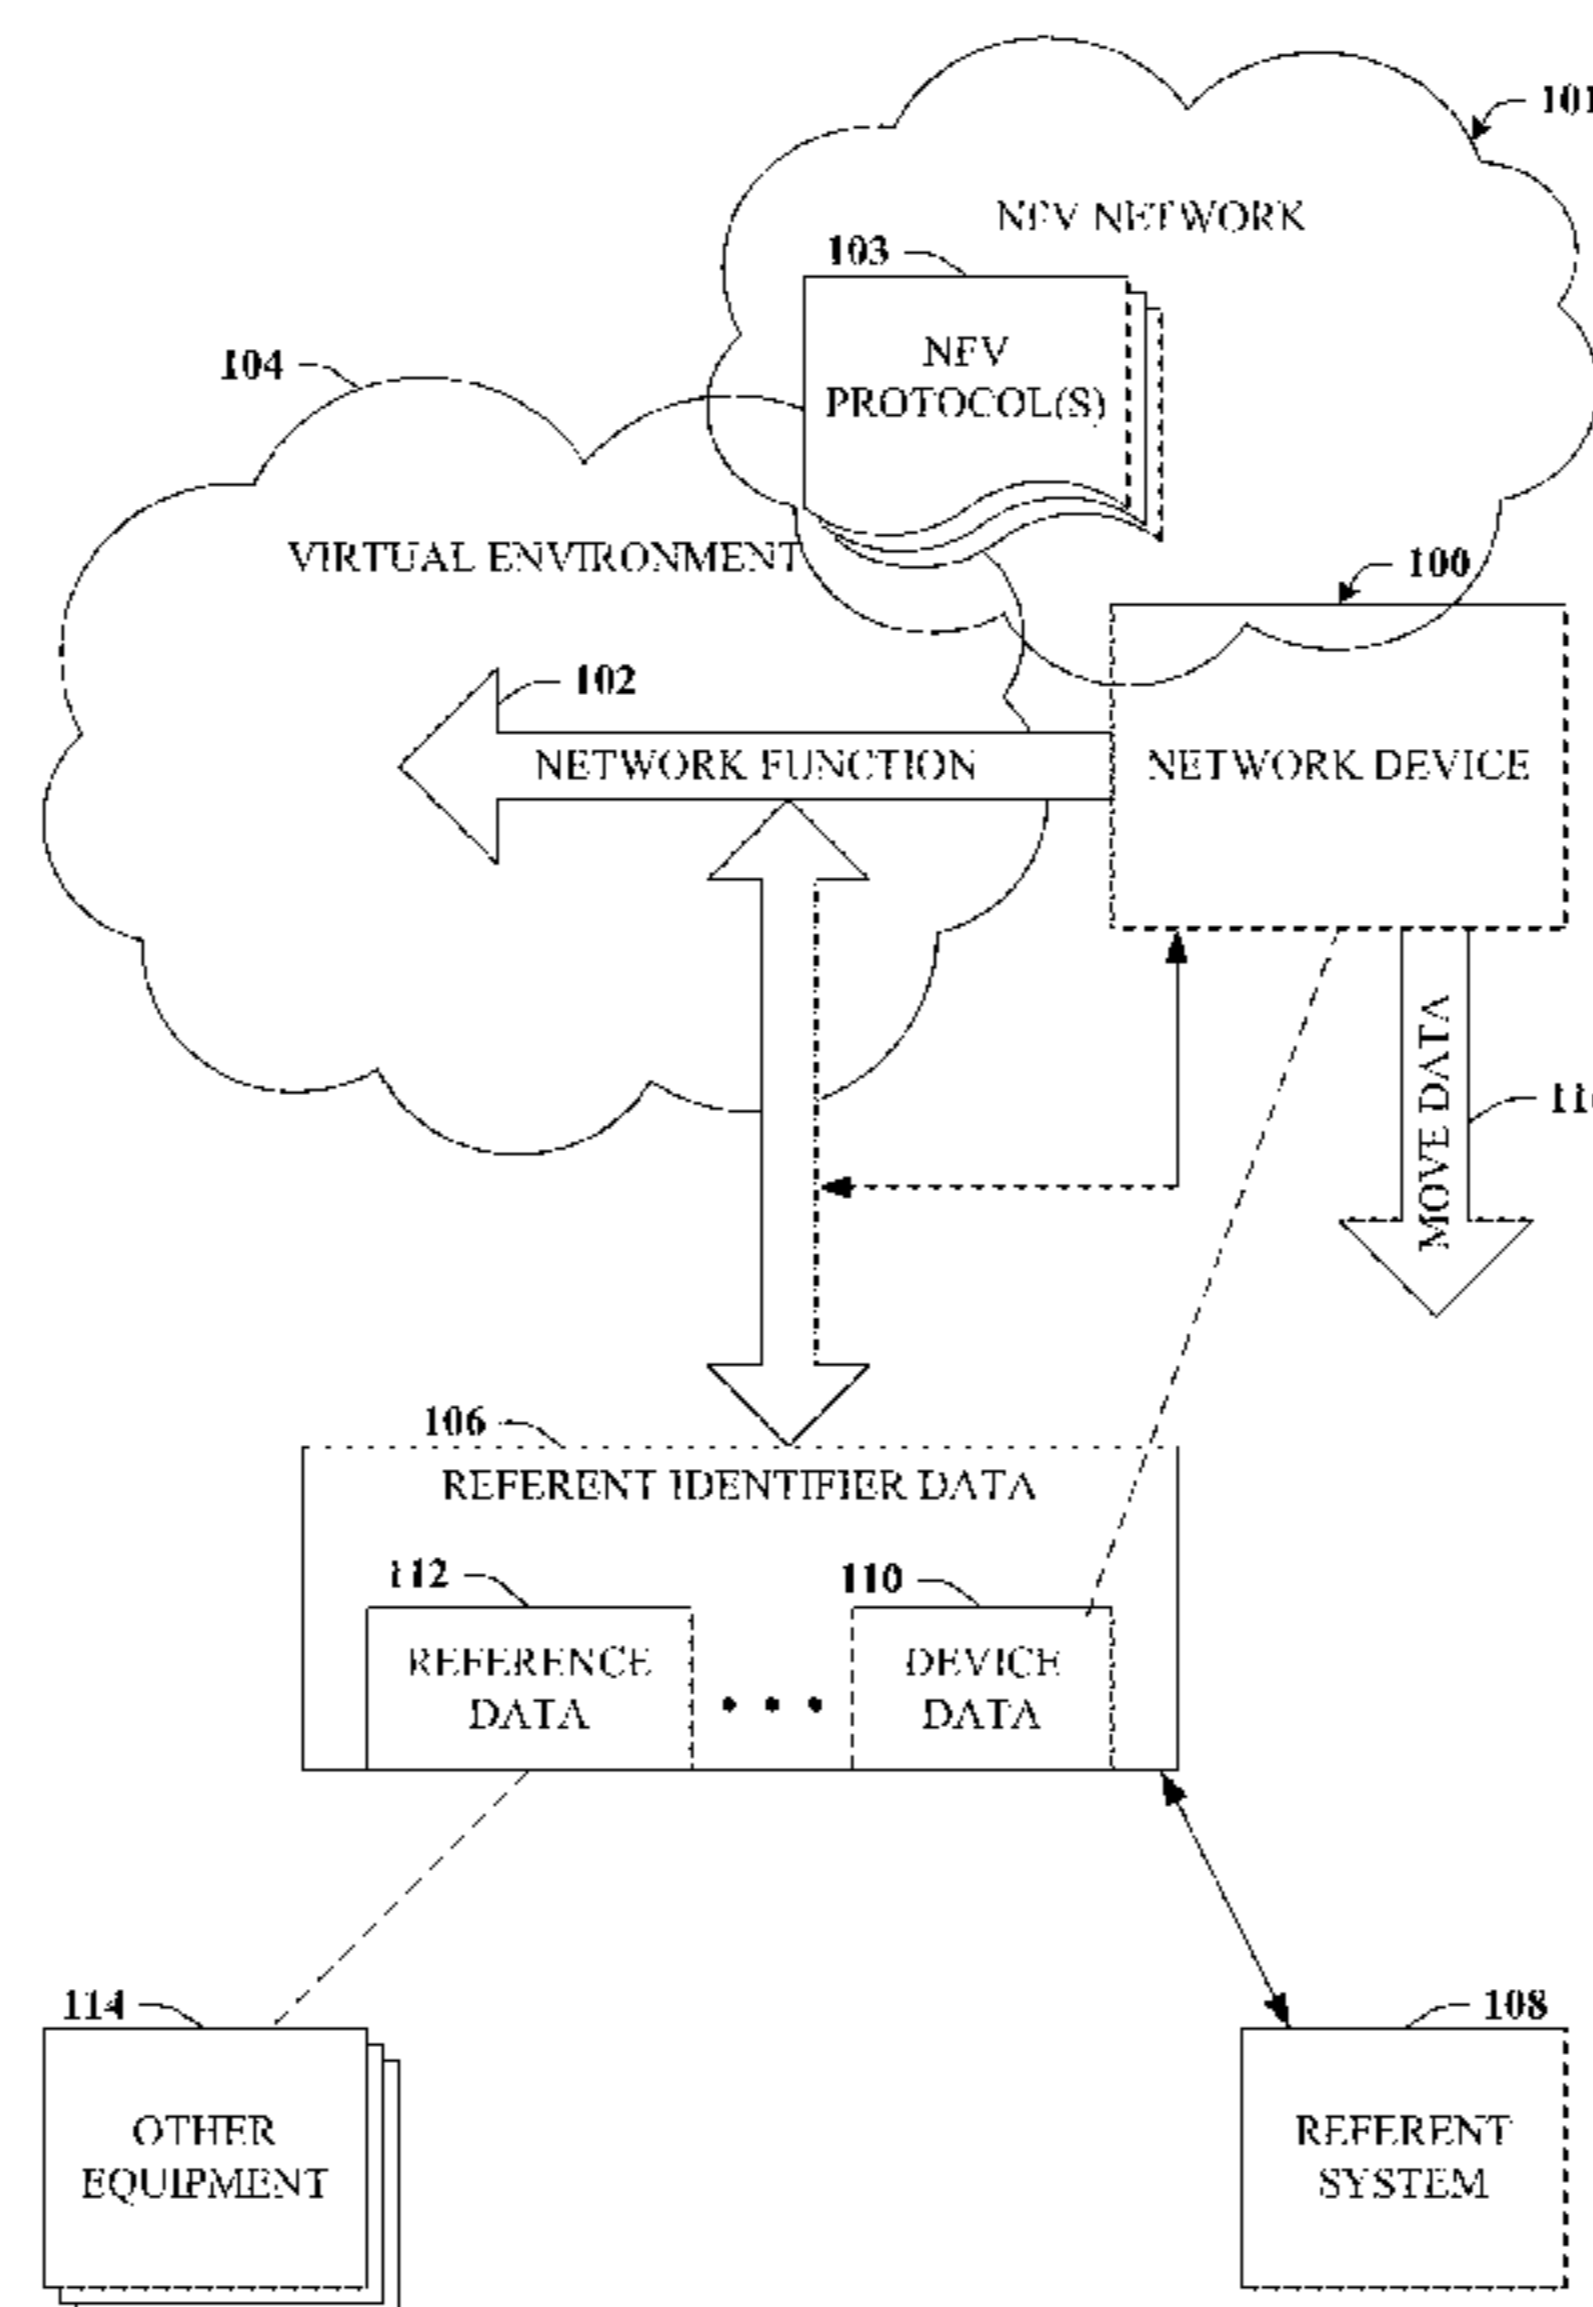 101
NFV NETWORK
103
NFV
PROTOCOL(S)
104
VIRTUAL ENVIRONMENT
100
102
NETWORK FUNCTION
NETWORK DEVICE
MOVE DATA
106
REFERENT IDENTIFIER DATA
112
110
REFERENCE
DATA
DEVICE
DATA
114
108
OTHER
EQUIPMENT
REFERENT
SYSTEM